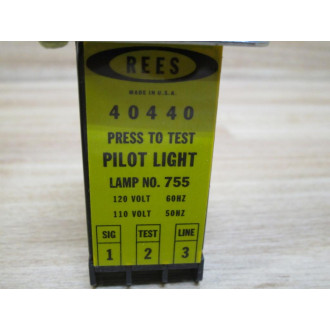 REES
MADE IN U.S.A.
40440
PRESS TO TEST
PILOT LIGHT
LAMP NO. 755
120 VOLT 60HZ
110 VOLT 50HZ
SIG TEST LINE
1 2 3